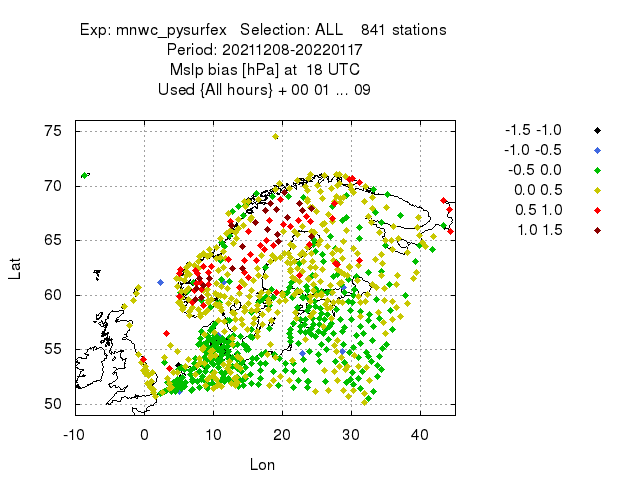 Exp: mnwc_pysurfex   Selection: ALL    841 stations
Period: 20211208-20220117
Mslp bias [hPa] at  18 UTC
Used {All hours} + 00 01 ... 09
75
70
65
60
55
50
-10 0 10 20 30 40
Lat
Lon
-1.5 -1.0
-1.0 -0.5
-0.5 0.0
0.0 0.5
0.5 1.0
1.0 1.5